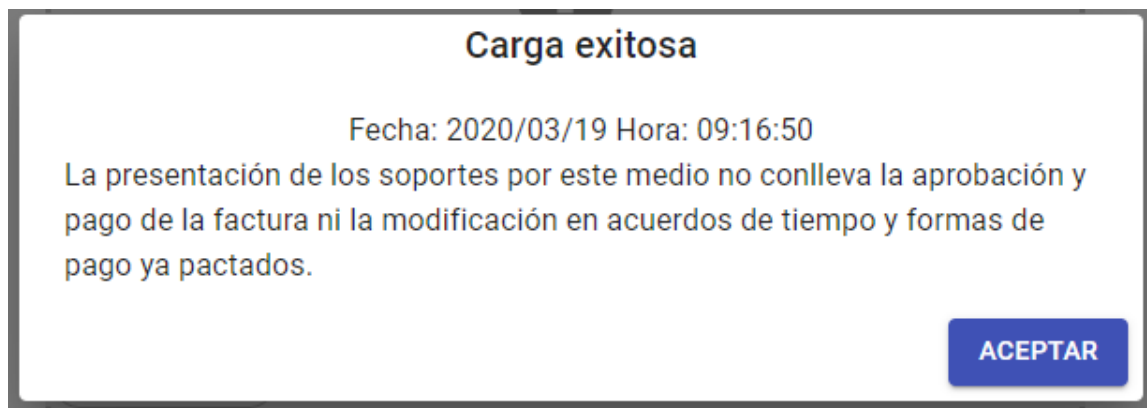 Carga exitosa
Fecha: 2020/03/19 Hora: 09:16:50
La presentación de los soportes por este medio no conlleva la aprobación y
pago de la factura ni la modificación en acuerdos de tiempo y formas de
pago ya pactados.
ACEPTAR